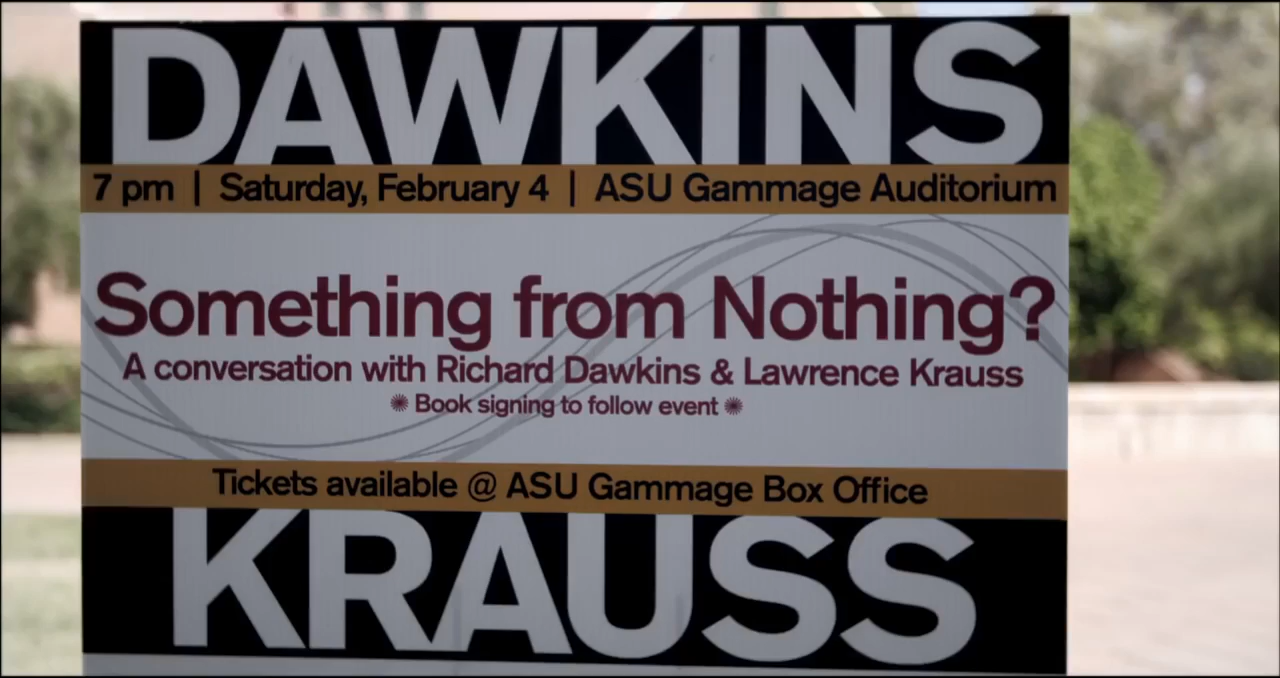 DAWKINS
7 pm | Saturday, February 4 | ASU Gammage Auditorium
Something from Nothing?
A conversation with Richard Dawkins & Lawrence Krauss
✺ Book signing to follow event ✺
Tickets available @ ASU Gammage Box Office
KRAUSS